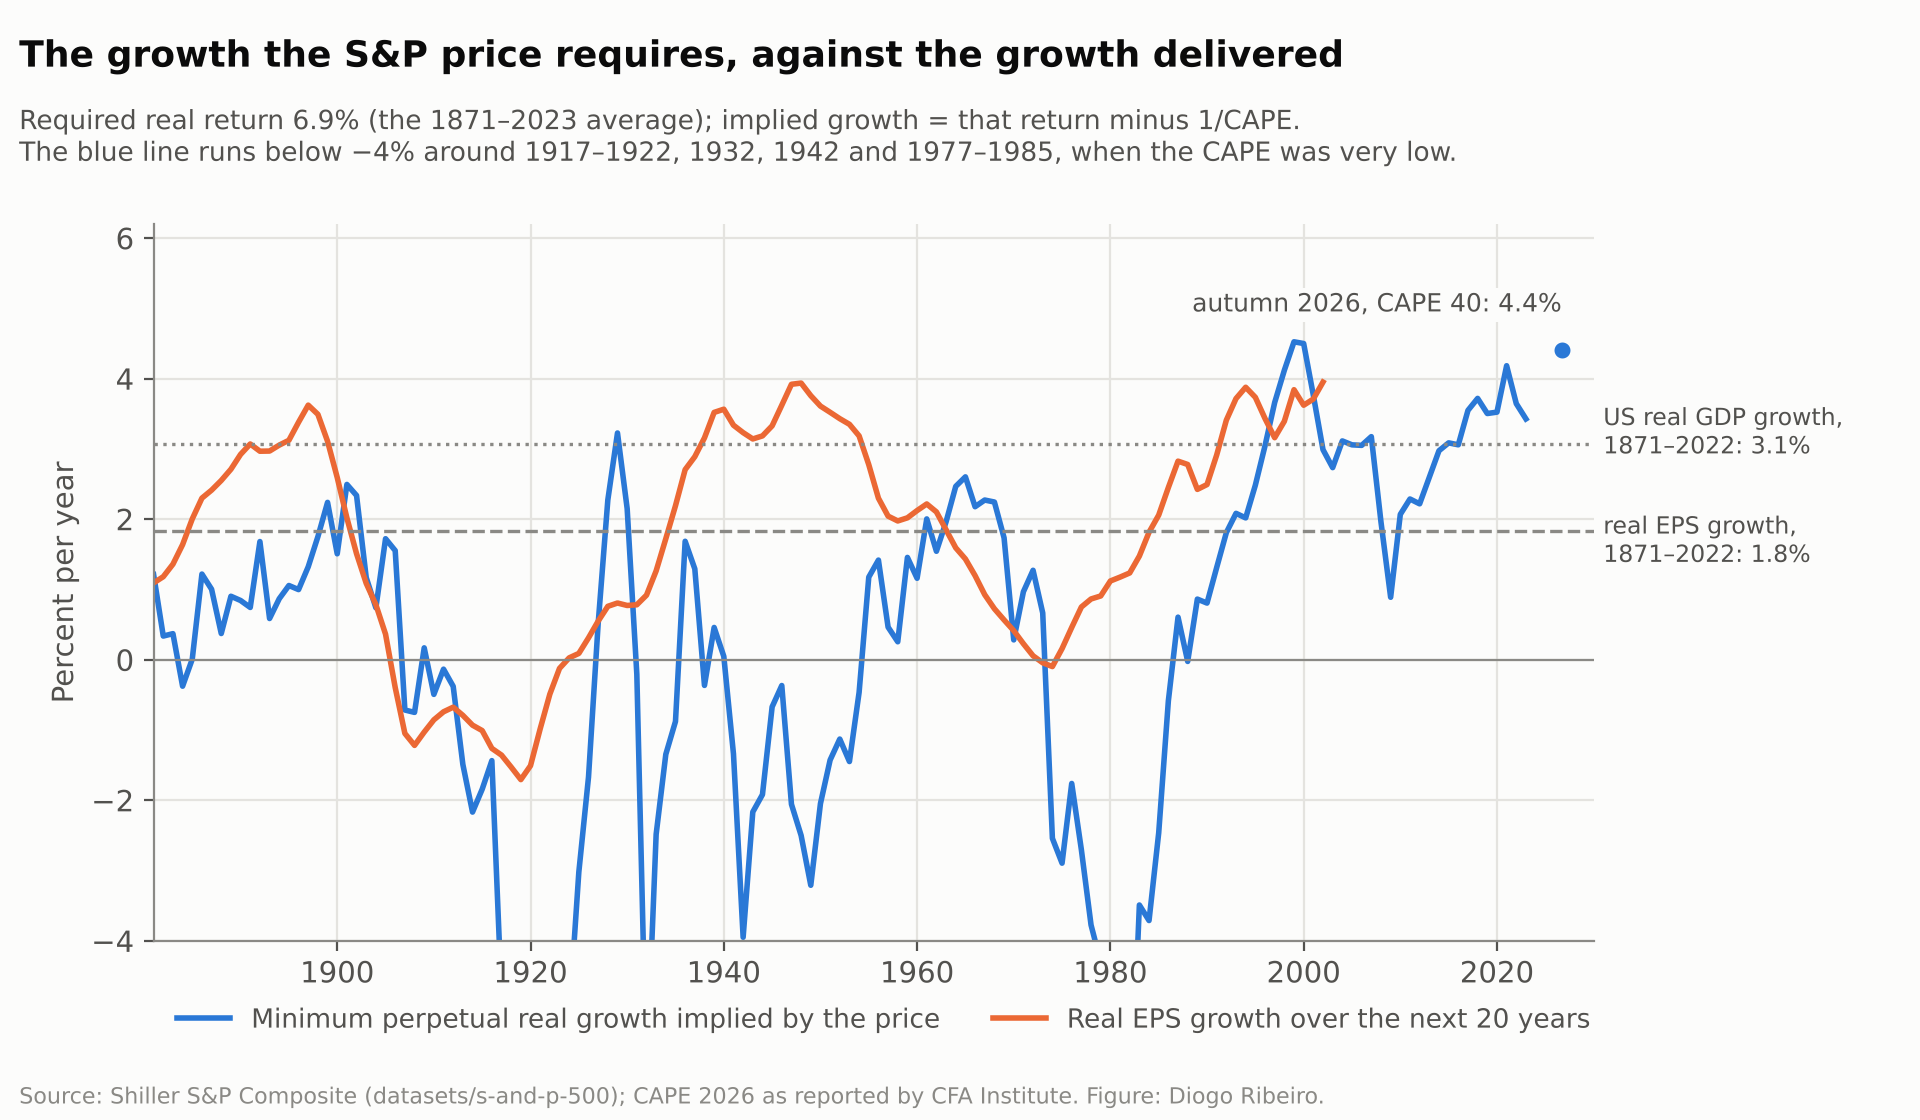 The growth the S&P price requires, against the growth delivered
Required real return 6.9% (the 1871–2023 average); implied growth = that return minus 1/CAPE.
The blue line runs below −4% around 1917–1922, 1932, 1942 and 1977–1985, when the CAPE was very low.
6
autumn 2026, CAPE 40: 4.4%
4
US real GDP growth,
1871–2022: 3.1%
2
real EPS growth,
1871–2022: 1.8%
Percent per year
0
−2
−4
1900 1920 1940 1960 1980 2000 2020
Minimum perpetual real growth implied by the price Real EPS growth over the next 20 years
Source: Shiller S&P Composite (datasets/s-and-p-500); CAPE 2026 as reported by CFA Institute. Figure: Diogo Ribeiro.